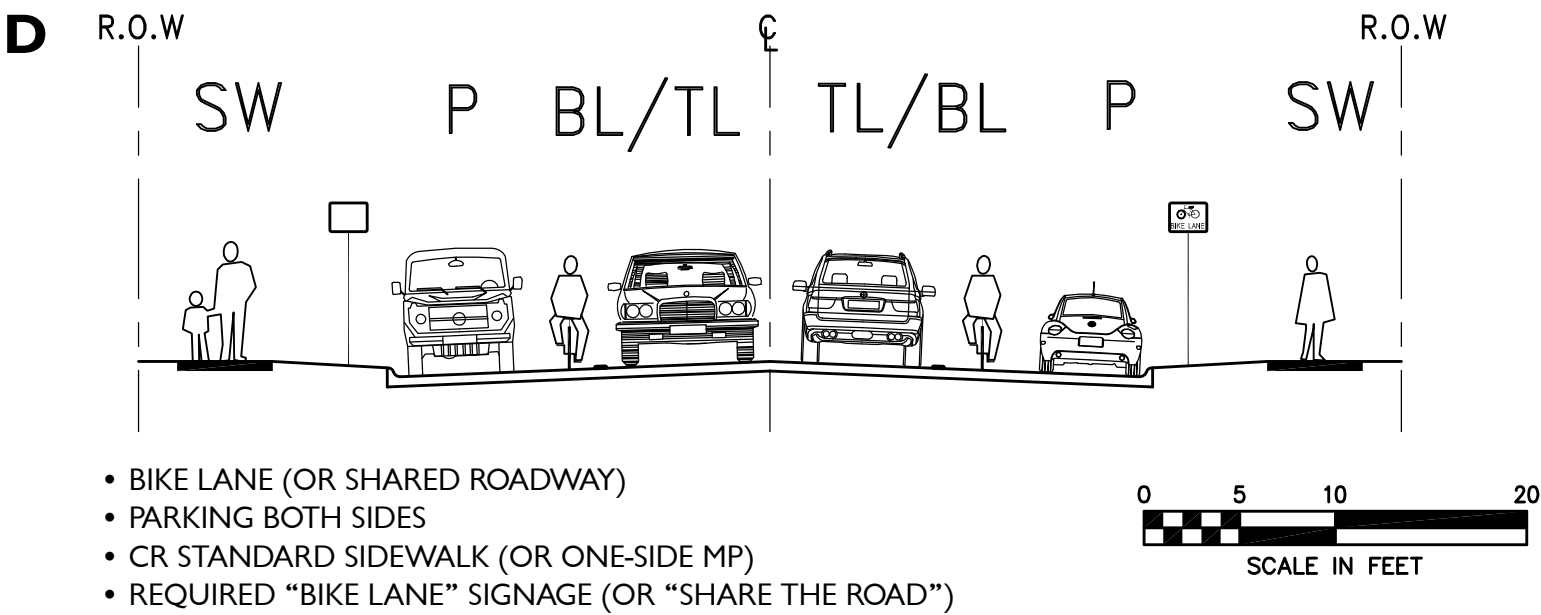 D
R.O.W
℄
R.O.W
SW P BL/TL TL/BL P SW
BIKE LANE
• BIKE LANE (OR SHARED ROADWAY)
• PARKING BOTH SIDES
• CR STANDARD SIDEWALK (OR ONE-SIDE MP)
• REQUIRED “BIKE LANE” SIGNAGE (OR “SHARE THE ROAD”)
0 5 10 20
SCALE IN FEET